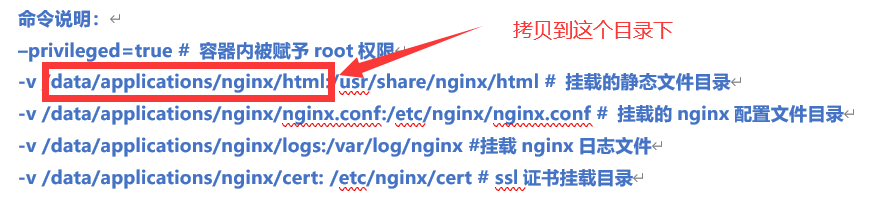 命令说明：
拷贝到这个目录下
–privileged=true # 容器内被赋予 root 权限
-v /data/applications/nginx/html:/usr/share/nginx/html # 挂载的静态文件目录
-v /data/applications/nginx/nginx.conf:/etc/nginx/nginx.conf # 挂载的 nginx 配置文件目录
-v /data/applications/nginx/logs:/var/log/nginx #挂载 nginx 日志文件
-v /data/applications/nginx/cert: /etc/nginx/cert # ssl 证书挂载目录